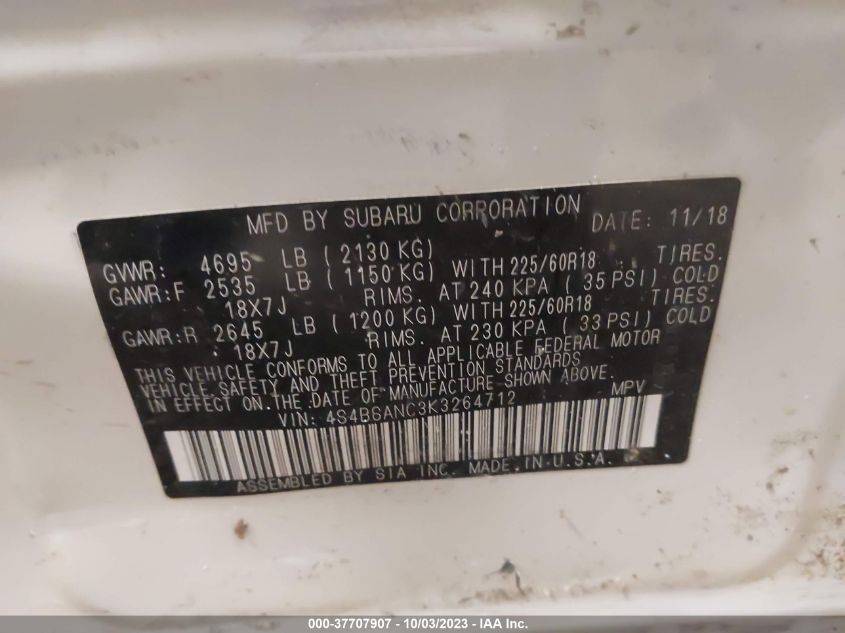 MFD BY SUBARU CORPORATION DATE: 11/18
GVWR: 4695 LB (2130 KG)
GAWR:F 2535 LB (1150 KG) WITH 225/60R18 TIRES.
18X7J RIMS. AT 240 KPA (35 PSI) COLD
GAWR:R 2645 LB (1200 KG) WITH 225/60R18 TIRES.
18X7J RIMS. AT 230 KPA (33 PSI) COLD
THIS VEHICLE CONFORMS TO ALL APPLICABLE FEDERAL MOTOR
VEHICLE SAFETY AND THEFT PREVENTION STANDARDS
IN EFFECT ON THE DATE OF MANUFACTURE SHOWN ABOVE.
VIN: 4S4BSANC3K3264712 MPV
ASSEMBLED BY SIA INC. MADE IN U.S.A.
000-37707907 - 10/03/2023 - IAA Inc.